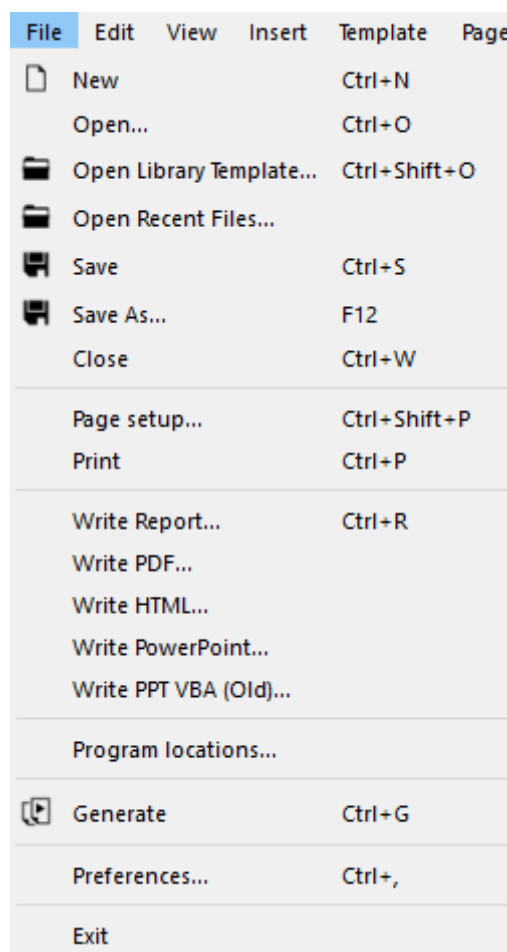 File Edit View Insert Template Page
New Ctrl+N
Open... Ctrl+O
Open Library Template... Ctrl+Shift+O
Open Recent Files...
Save Ctrl+S
Save As... F12
Close Ctrl+W
Page setup... Ctrl+Shift+P
Print Ctrl+P
Write Report... Ctrl+R
Write PDF...
Write HTML...
Write PowerPoint...
Write PPT VBA (Old)...
Program locations...
Generate Ctrl+G
Preferences... Ctrl+,
Exit